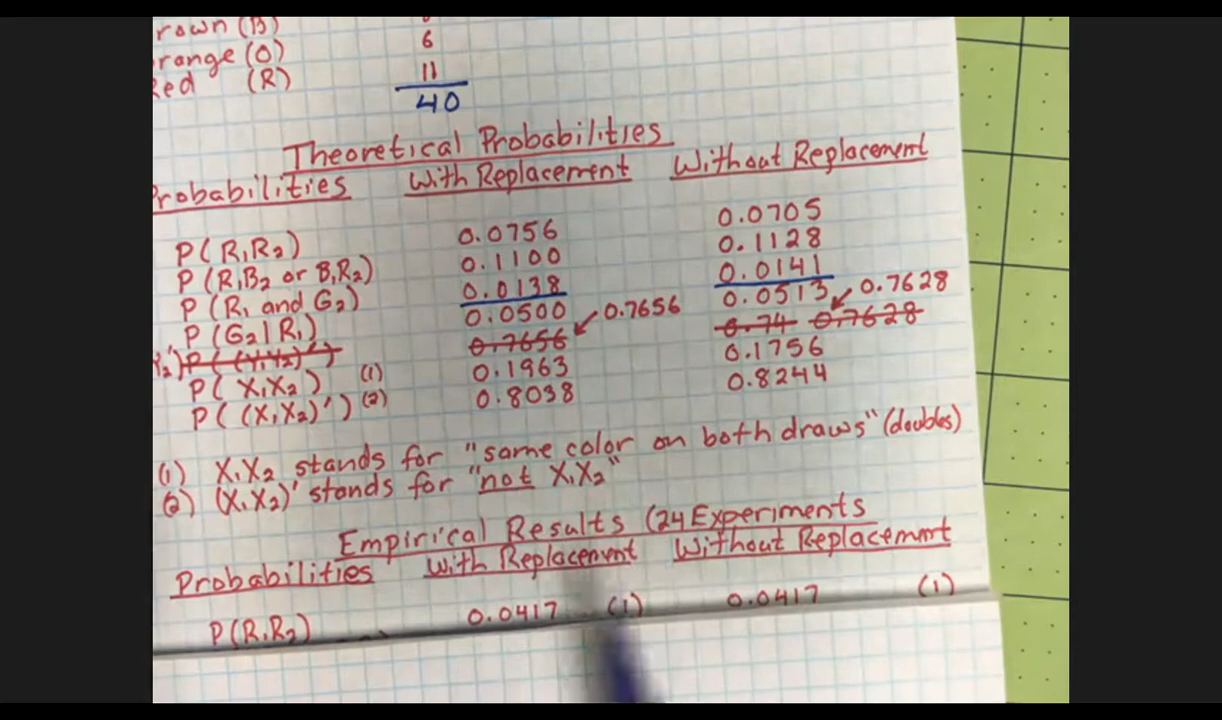 rown (B)
range (O) 6
Red (R) 11
40
Theoretical Probabilities
Probabilities With Replacement Without Replacement
P(R₁R₂) 0.0756 0.0705
P(R₁B₂ or B₁R₂) 0.1100 0.1128
P(R₁ and G₂) 0.0138 0.0141
P(G₂|R₁) 0.0500 0.0513
Y₂') P((Y₁Y₂)') 0.7656 0.7656 0.74 0.7628 0.7628
P(X₁X₂) (1) 0.1963 0.1756
P((X₁X₂)') (2) 0.8038 0.8244
(1) X₁X₂ stands for "same color on both draws" (doubles)
(2) (X₁X₂)' stands for "not X₁X₂"
Empirical Results (24 Experiments
Probabilities With Replacement Without Replacemnt
P(R₁R₂) 0.0417 (1) 0.0417 (1)